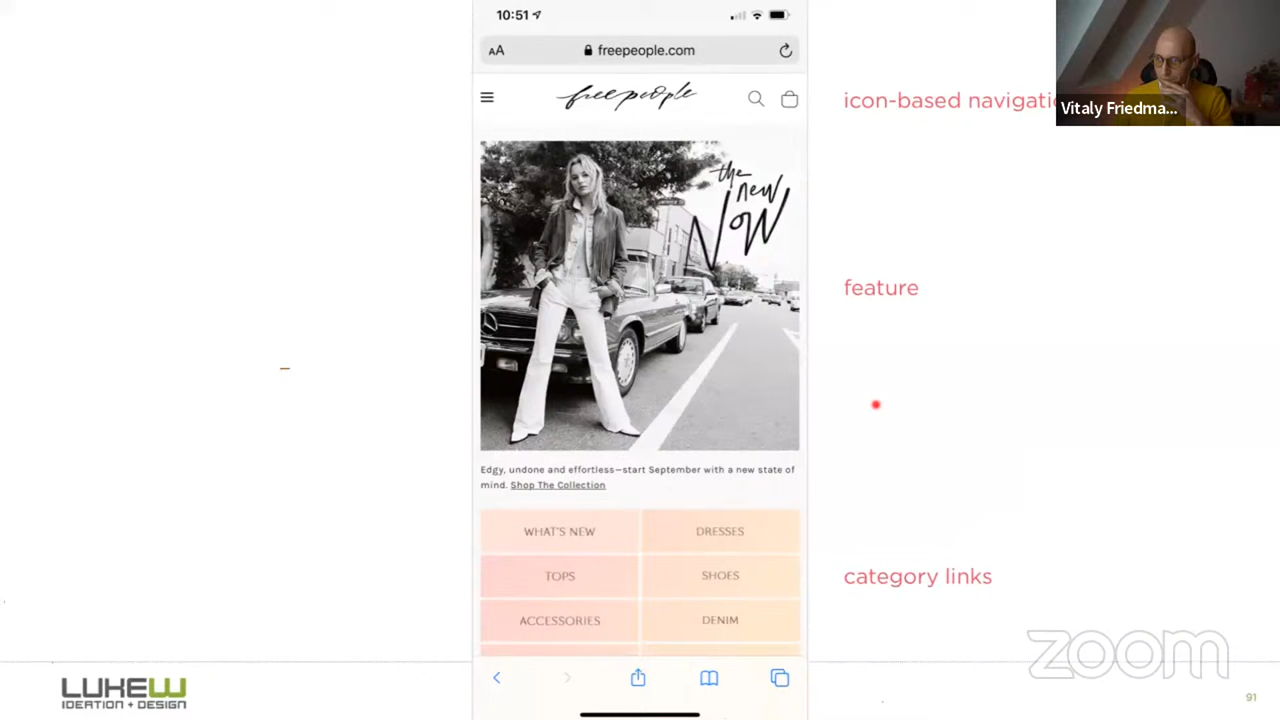 10:51
AA
freepeople.com
free people
icon-based navigati
Vitaly Friedma...
the
new
NOW
feature
Edgy, undone and effortless—start September with a new state of
mind. Shop The Collection
WHAT'S NEW
DRESSES
TOPS
SHOES
category links
ACCESSORIES
DENIM
zoom
LUKEW
IDEATION + DESIGN
91